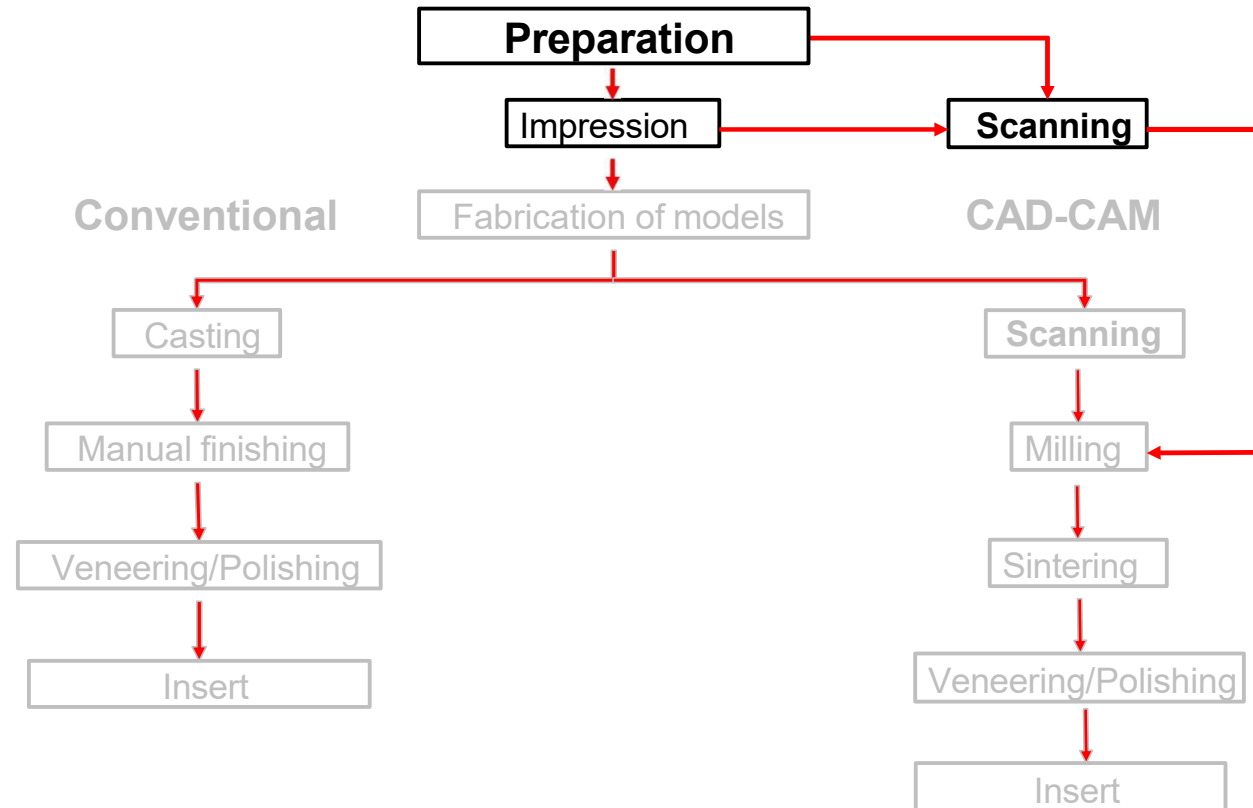 Preparation
Impression
Scanning
Conventional
Fabrication of models
CAD-CAM
Casting
Scanning
Manual finishing
Milling
Veneering/Polishing
Sintering
Insert
Veneering/Polishing
Insert